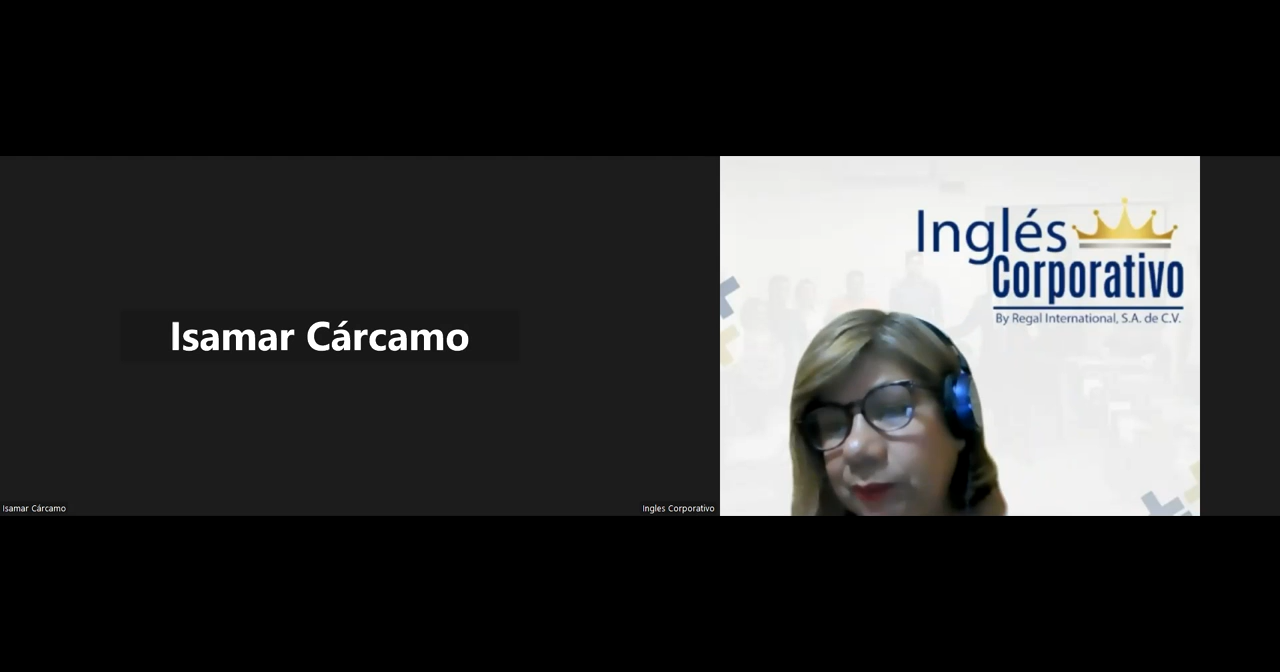 Isamar Cárcamo
Isamar Cárcamo
Ingles Corporativo
Inglés
Corporativo
By Regal International, S.A. de C.V.